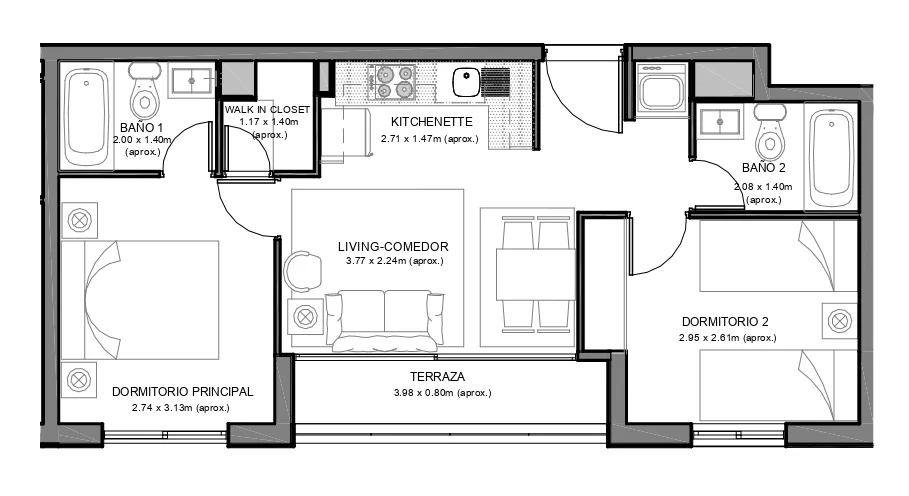 BAÑO 1
2.00 x 1.40m
(aprox.)
WALK IN CLOSET
1.17 x 1.40m
(aprox.)
KITCHENETTE
2.71 x 1.47m (aprox.)
BAÑO 2
2.08 x 1.40m
(aprox.)
LIVING-COMEDOR
3.77 x 2.24m (aprox.)
DORMITORIO 2
2.95 x 2.61m (aprox.)
DORMITORIO PRINCIPAL
2.74 x 3.13m (aprox.)
TERRAZA
3.98 x 0.80m (aprox.)